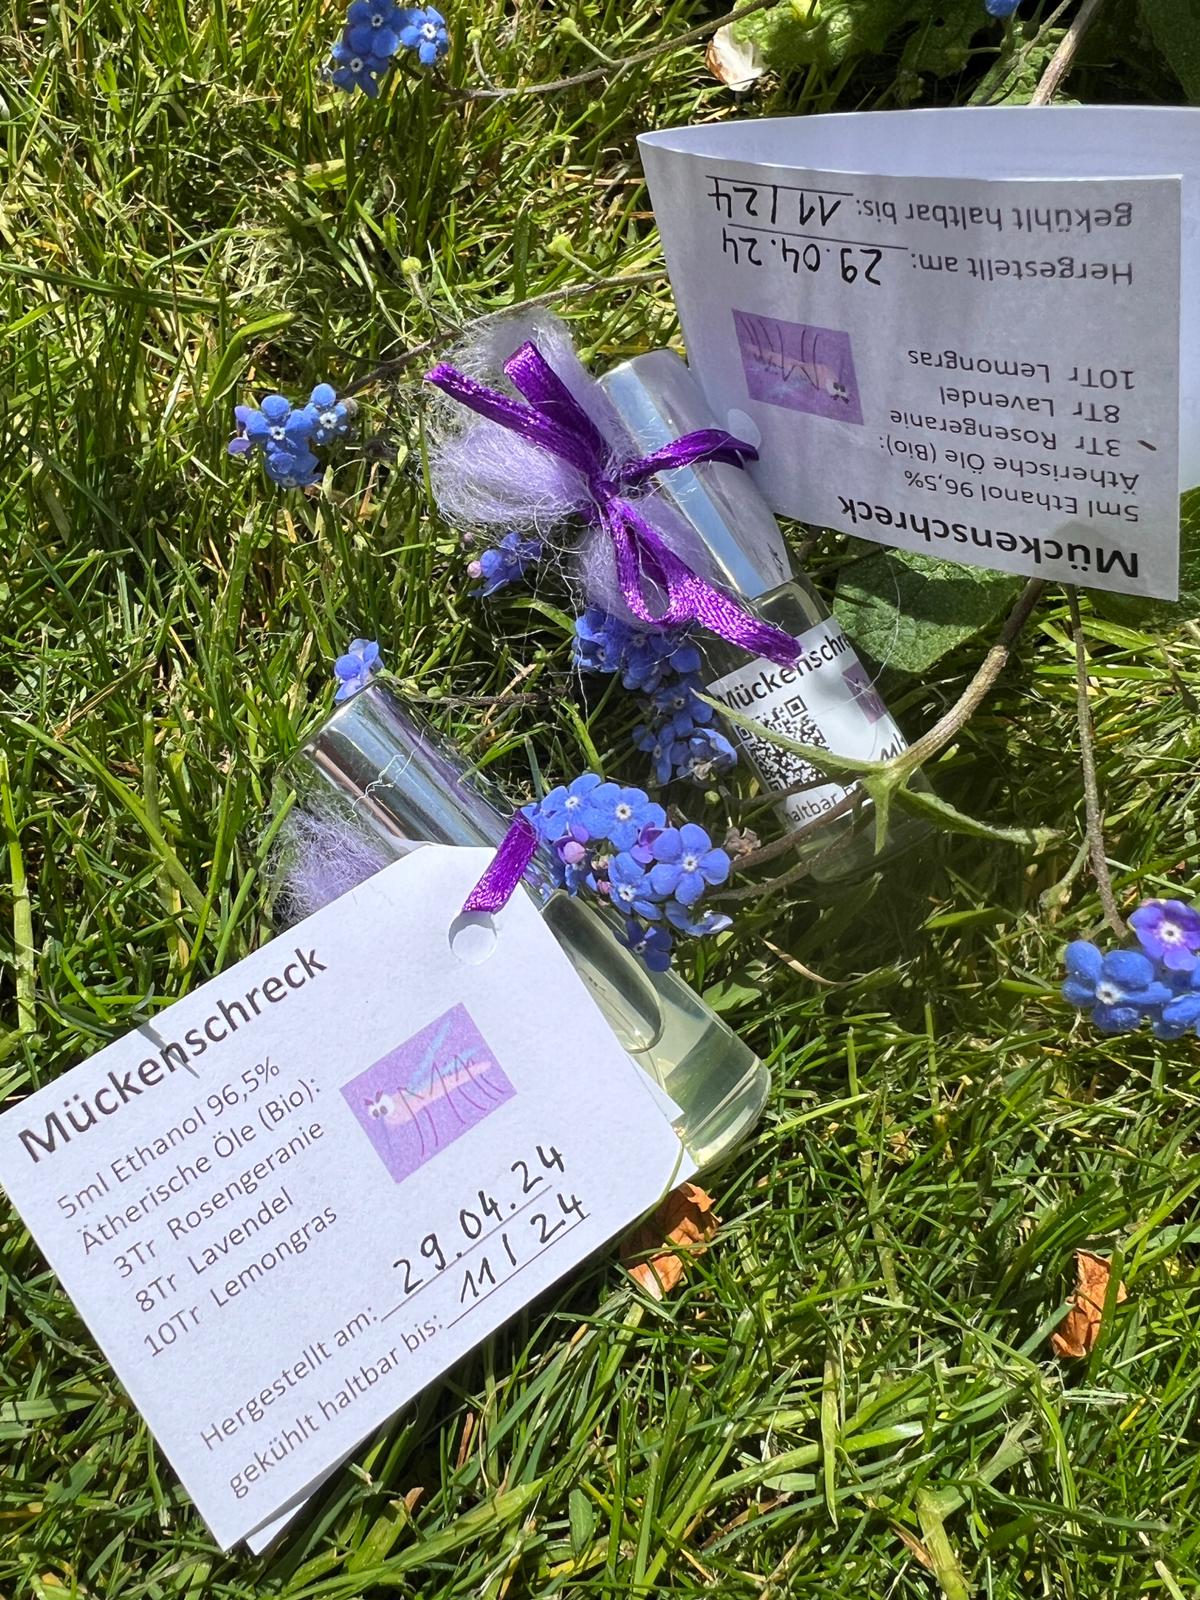 Mückenschreck
5ml Ethanol 96,5%
Ätherische Öle (Bio):
3Tr Rosengeranie
8Tr Lavendel
10Tr Lemongras
Hergestellt am: 29.04.24
gekühlt haltbar bis: 11/24
Mückenschreck
5ml Ethanol 96,5%
Ätherische Öle (Bio):
3Tr Rosengeranie
8Tr Lavendel
10Tr Lemongras
Hergestellt am: 29.04.24
gekühlt haltbar bis: 11/24
Mückenschre
haltbar b